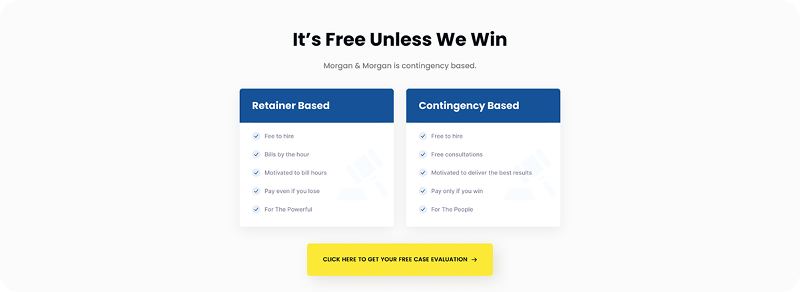 It’s Free Unless We Win
Morgan & Morgan is contingency based.
Retainer Based
Fee to hire
Bills by the hour
Motivated to bill hours
Pay even if you lose
For The Powerful
Contingency Based
Free to hire
Free consultations
Motivated to deliver the best results
Pay only if you win
For The People
CLICK HERE TO GET YOUR FREE CASE EVALUATION →